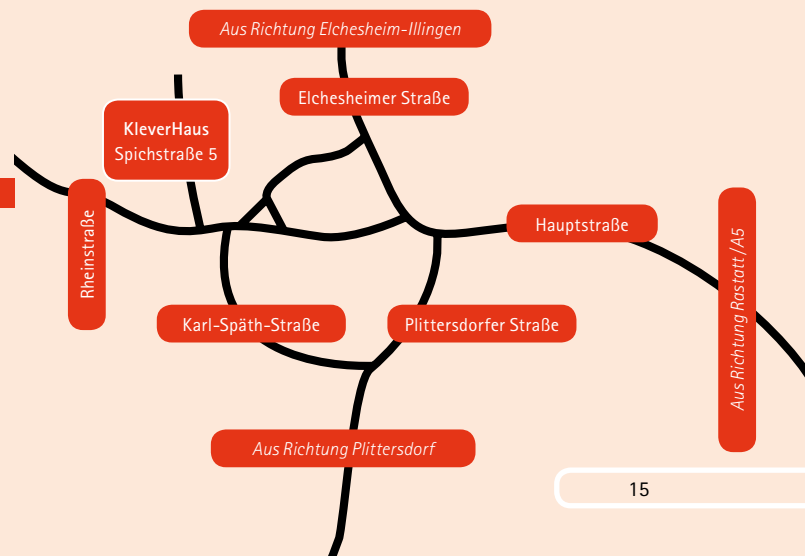 Aus Richtung Elchesheim-Illingen
Elchesheimer Straße
KleverHaus
Spichstraße 5
Rheinstraße
Hauptstraße
Aus Richtung Rastatt/A5
Karl-Späth-Straße
Plittersdorfer Straße
Aus Richtung Plittersdorf
15